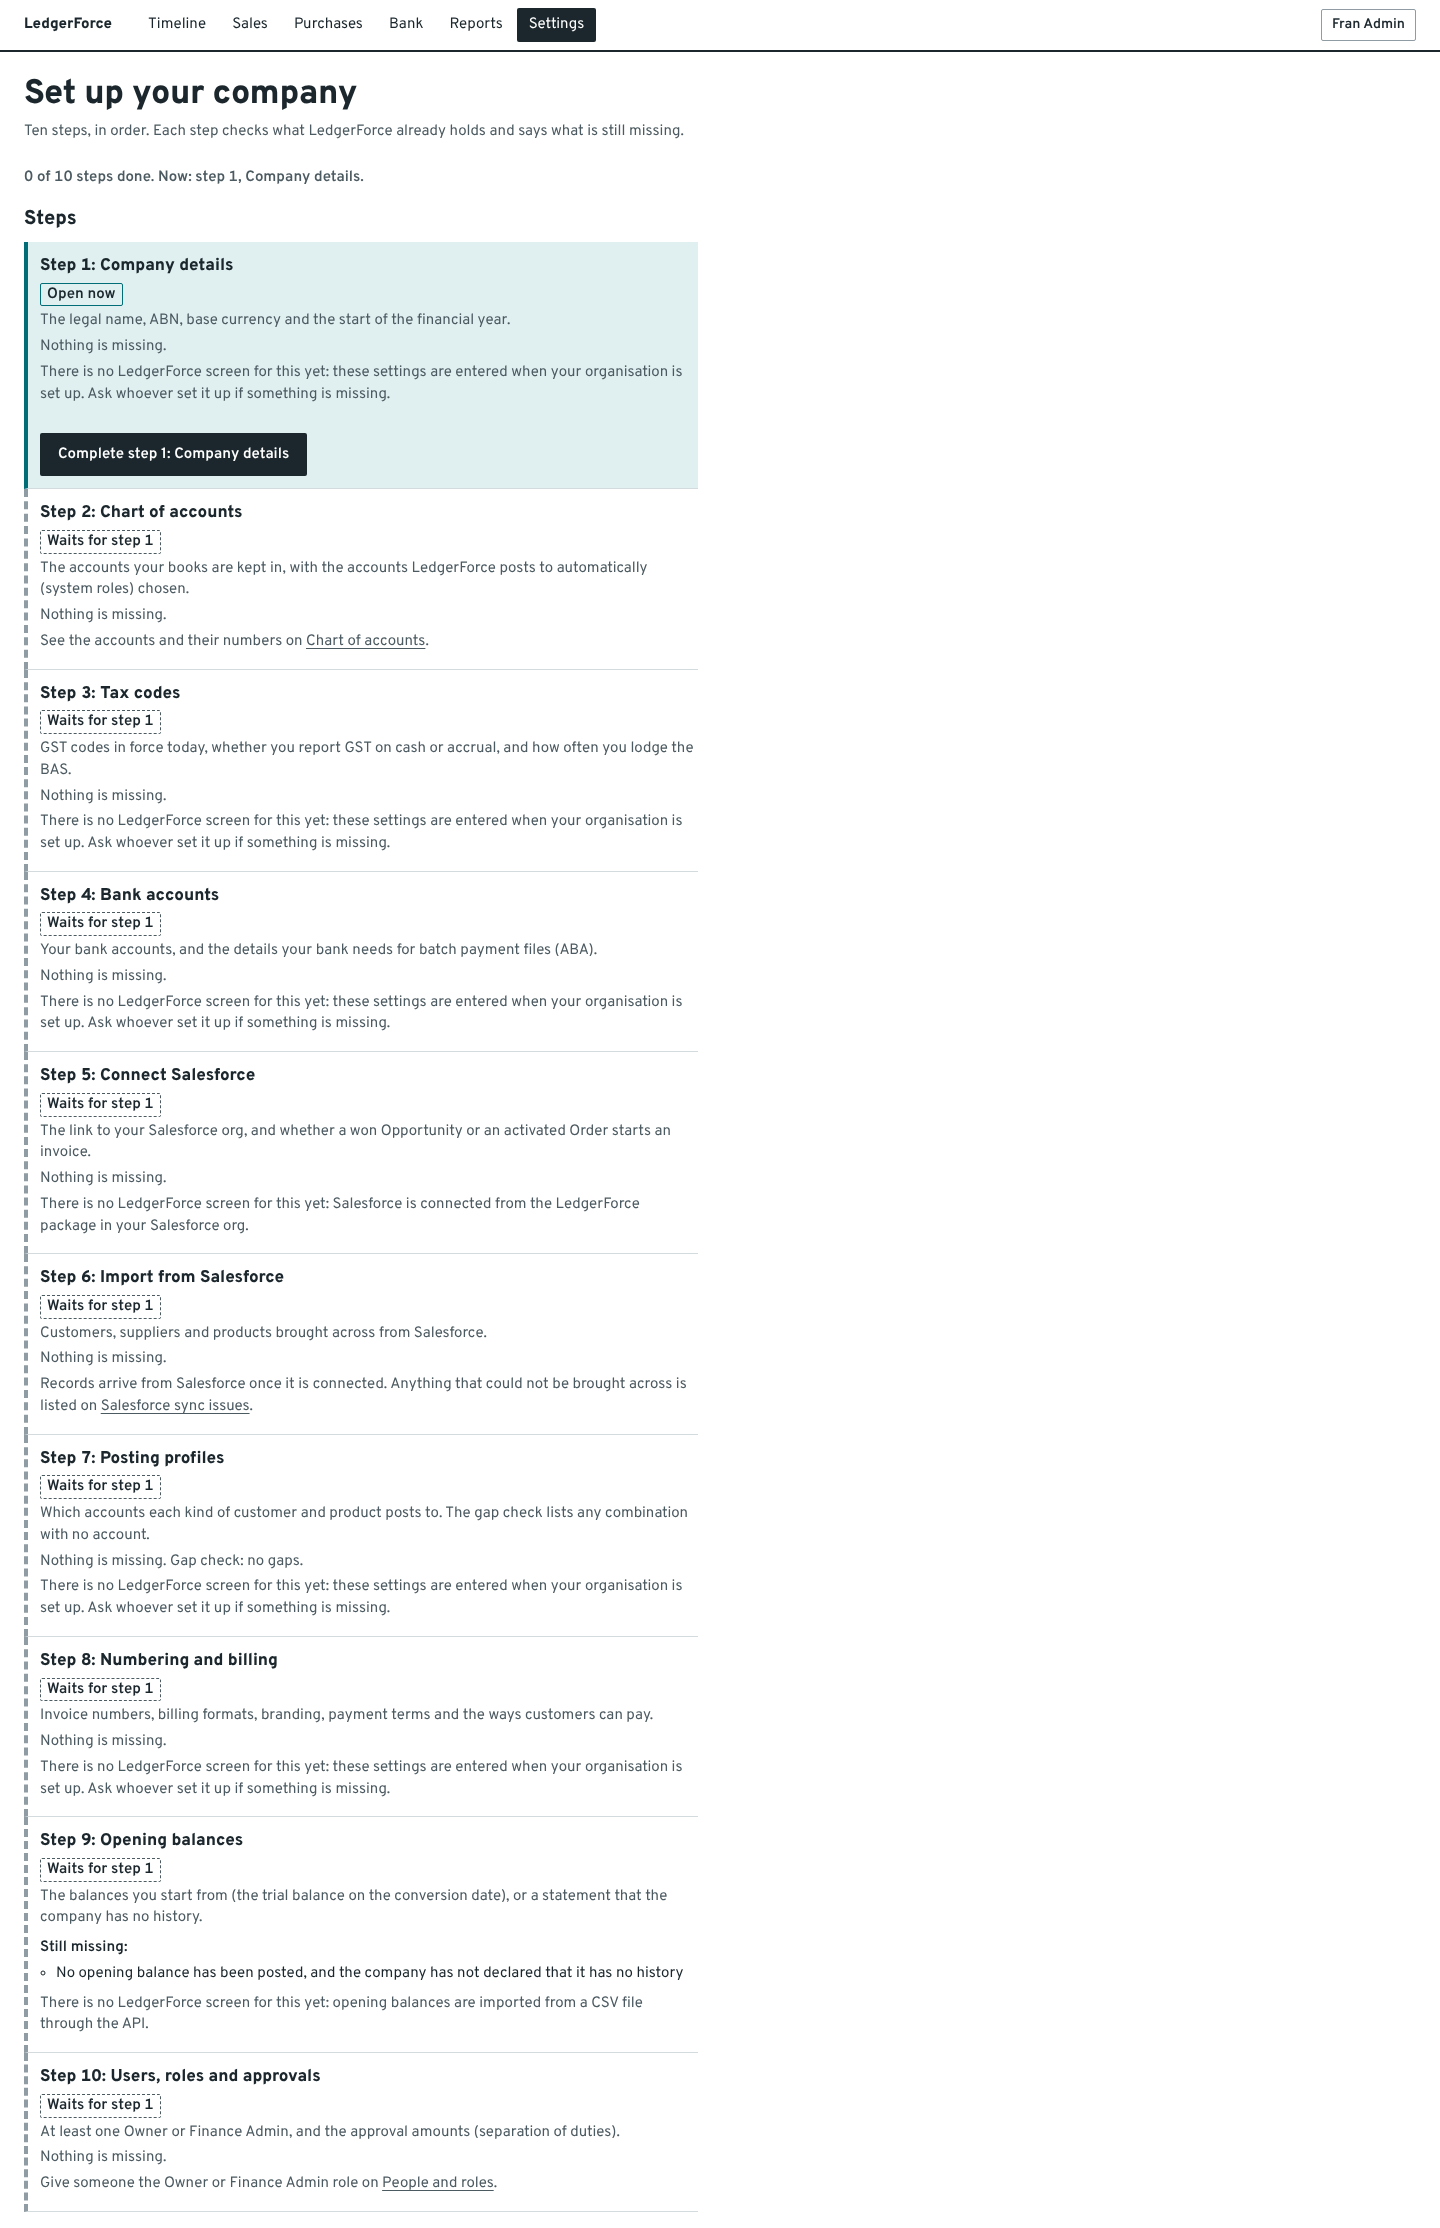 LedgerForce
Timeline
Sales
Purchases
Bank
Reports
Settings
Fran Admin
Set up your company
Ten steps, in order. Each step checks what LedgerForce already holds and says what is still missing.
0 of 10 steps done. Now: step 1, Company details.
Steps
Step 1: Company details
Open now
The legal name, ABN, base currency and the start of the financial year.
Nothing is missing.
There is no LedgerForce screen for this yet: these settings are entered when your organisation is
set up. Ask whoever set it up if something is missing.
Complete step 1: Company details
Step 2: Chart of accounts
Waits for step 1
The accounts your books are kept in, with the accounts LedgerForce posts to automatically
(system roles) chosen.
Nothing is missing.
See the accounts and their numbers on Chart of accounts.
Step 3: Tax codes
Waits for step 1
GST codes in force today, whether you report GST on cash or accrual, and how often you lodge the
BAS.
Nothing is missing.
There is no LedgerForce screen for this yet: these settings are entered when your organisation is
set up. Ask whoever set it up if something is missing.
Step 4: Bank accounts
Waits for step 1
Your bank accounts, and the details your bank needs for batch payment files (ABA).
Nothing is missing.
There is no LedgerForce screen for this yet: these settings are entered when your organisation is
set up. Ask whoever set it up if something is missing.
Step 5: Connect Salesforce
Waits for step 1
The link to your Salesforce org, and whether a won Opportunity or an activated Order starts an
invoice.
Nothing is missing.
There is no LedgerForce screen for this yet: Salesforce is connected from the LedgerForce
package in your Salesforce org.
Step 6: Import from Salesforce
Waits for step 1
Customers, suppliers and products brought across from Salesforce.
Nothing is missing.
Records arrive from Salesforce once it is connected. Anything that could not be brought across is
listed on Salesforce sync issues.
Step 7: Posting profiles
Waits for step 1
Which accounts each kind of customer and product posts to. The gap check lists any combination
with no account.
Nothing is missing. Gap check: no gaps.
There is no LedgerForce screen for this yet: these settings are entered when your organisation is
set up. Ask whoever set it up if something is missing.
Step 8: Numbering and billing
Waits for step 1
Invoice numbers, billing formats, branding, payment terms and the ways customers can pay.
Nothing is missing.
There is no LedgerForce screen for this yet: these settings are entered when your organisation is
set up. Ask whoever set it up if something is missing.
Step 9: Opening balances
Waits for step 1
The balances you start from (the trial balance on the conversion date), or a statement that the
company has no history.
Still missing:
No opening balance has been posted, and the company has not declared that it has no history
There is no LedgerForce screen for this yet: opening balances are imported from a CSV file
through the API.
Step 10: Users, roles and approvals
Waits for step 1
At least one Owner or Finance Admin, and the approval amounts (separation of duties).
Nothing is missing.
Give someone the Owner or Finance Admin role on People and roles.